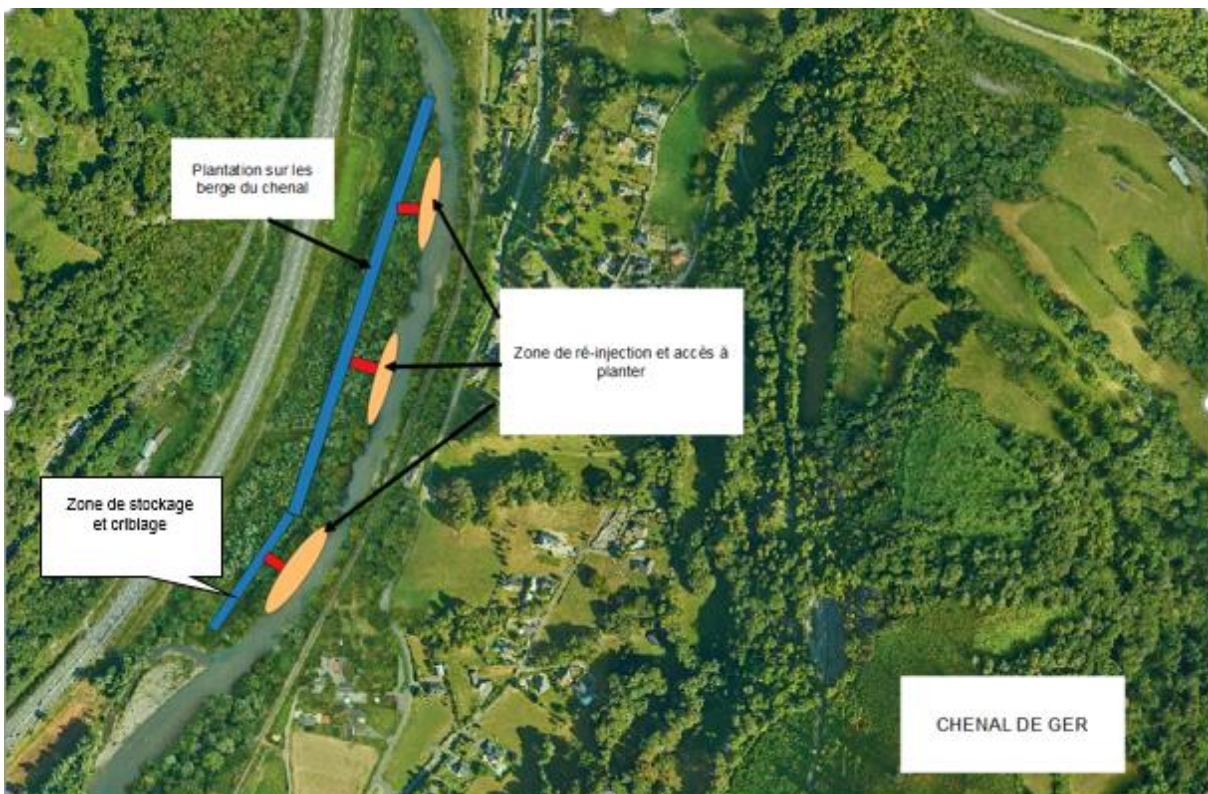 Plantation sur les
berge du chenal
Zone de ré-injection et accès à
planter
Zone de stockage
et criblage
CHENAL DE GER